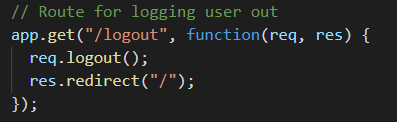 // Route for logging user out
app.get("/logout", function(req, res) {
  req.logout();
  res.redirect("/");
});